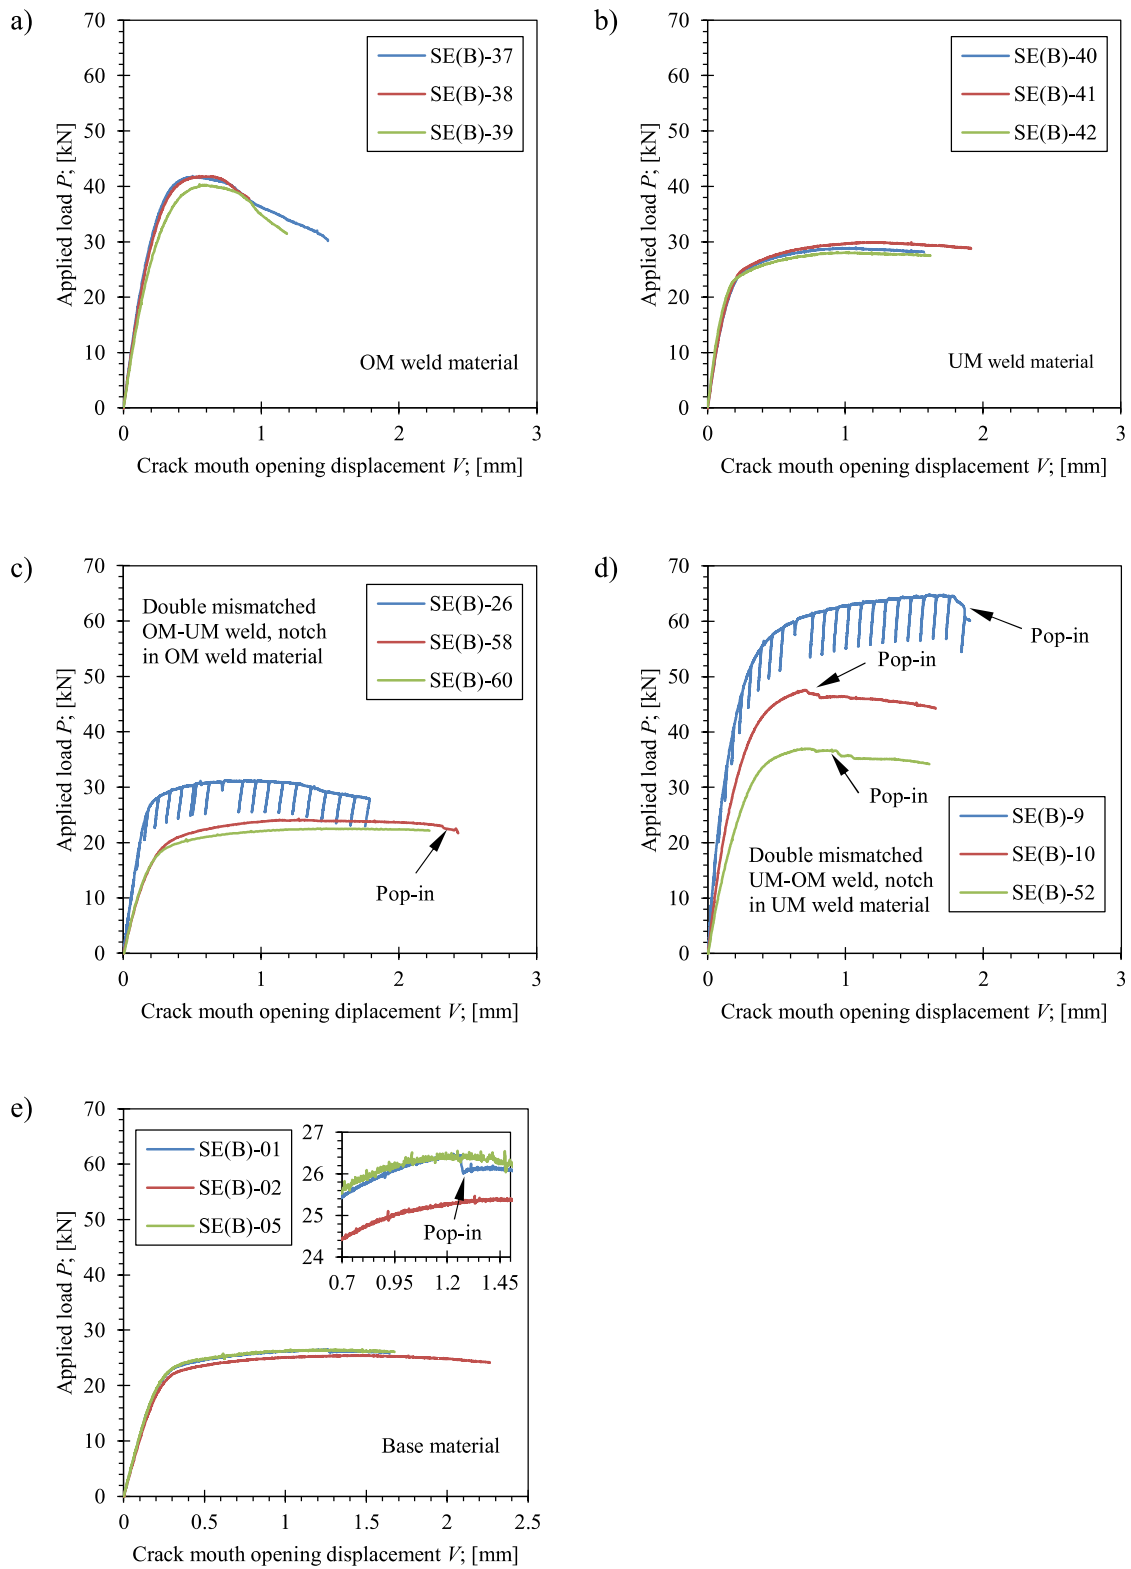 a)
70
60
50
40
30
20
10
0
Applied load P; [kN]
SE(B)-37
SE(B)-38
SE(B)-39
OM weld material
0 1 2 3
Crack mouth opening displacement V; [mm]
b)
70
60
50
40
30
20
10
0
Applied load P; [kN]
SE(B)-40
SE(B)-41
SE(B)-42
UM weld material
0 1 2 3
Crack mouth opening displacement V; [mm]
c)
70
60
50
40
30
20
10
0
Applied load P; [kN]
Double mismatched
OM-UM weld, notch
in OM weld material
SE(B)-26
SE(B)-58
SE(B)-60
Pop-in
0 1 2 3
Crack mouth opening displacement V; [mm]
d)
70
60
50
40
30
20
10
0
Applied load P; [kN]
Pop-in
Pop-in
Pop-in
Double mismatched
UM-OM weld, notch
in UM weld material
SE(B)-9
SE(B)-10
SE(B)-52
0 1 2 3
Crack mouth opening displacement V; [mm]
e)
70
60
50
40
30
20
10
0
Applied load P; [kN]
SE(B)-01
SE(B)-02
SE(B)-05
27
26
25
24
Pop-in
0.7 0.95 1.2 1.45
Base material
0 0.5 1 1.5 2 2.5
Crack mouth opening displacement V; [mm]